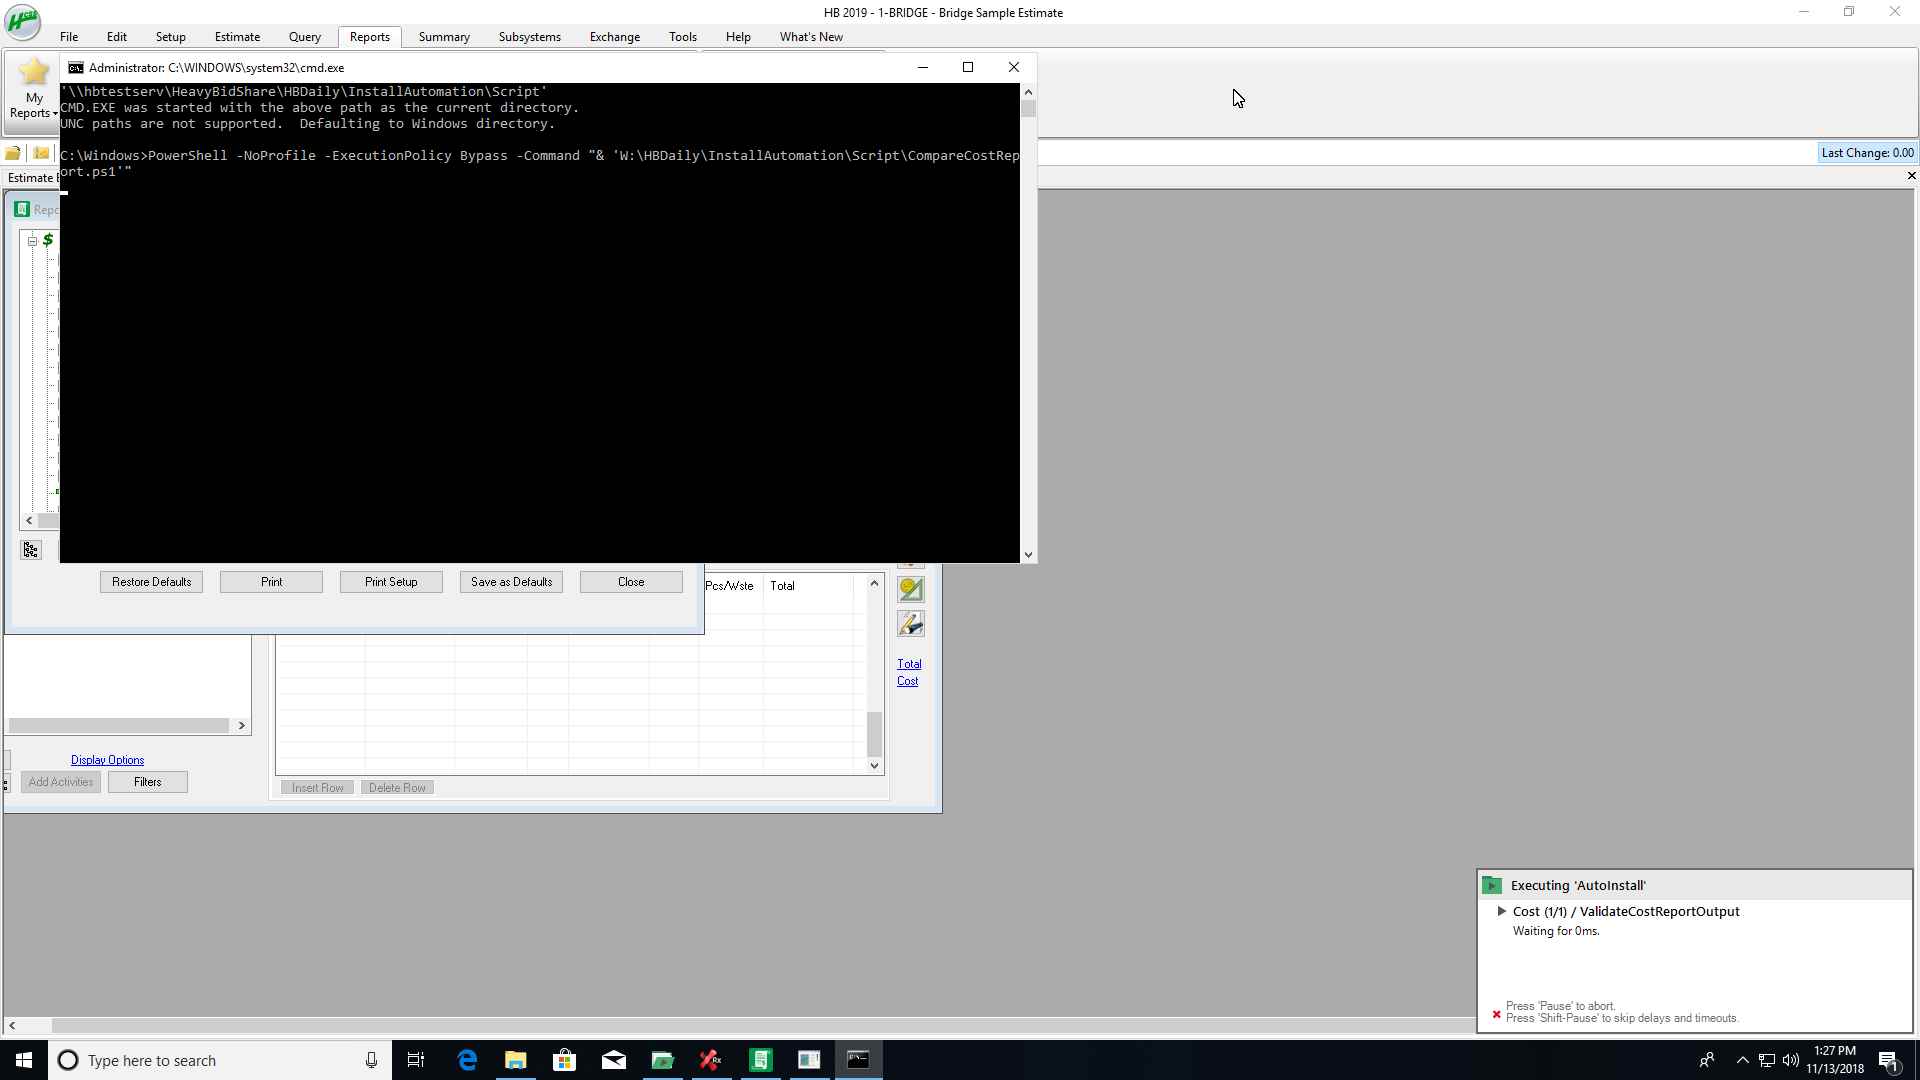 HB 2019 - 1-BRIDGE - Bridge Sample Estimate
File Edit Setup Estimate Query Reports Summary Subsystems Exchange Tools Help What's New
My
Reports
Administrator: C:\WINDOWS\system32\cmd.exe
'\\hbtestserv\HeavyBidShare\HBDaily\InstallAutomation\Script'
CMD.EXE was started with the above path as the current directory.
UNC paths are not supported.  Defaulting to Windows directory.
C:\Windows>PowerShell -NoProfile -ExecutionPolicy Bypass -Command "& 'W:\HBDaily\InstallAutomation\Script\CompareCostRep
ort.ps1'"
Last Change: 0.00
Estimate
Repo
Restore Defaults Print Print Setup Save as Defaults Close
Pcs/Wste Total
Total
Cost
Display Options
Add Activities Filters
Insert Row Delete Row
Executing 'AutoInstall'
Cost (1/1) / ValidateCostReportOutput
Waiting for 0ms.
Press 'Pause' to abort.
Press 'Shift-Pause' to skip delays and timeouts.
Type here to search
Rx
1:27 PM
11/13/2018
1